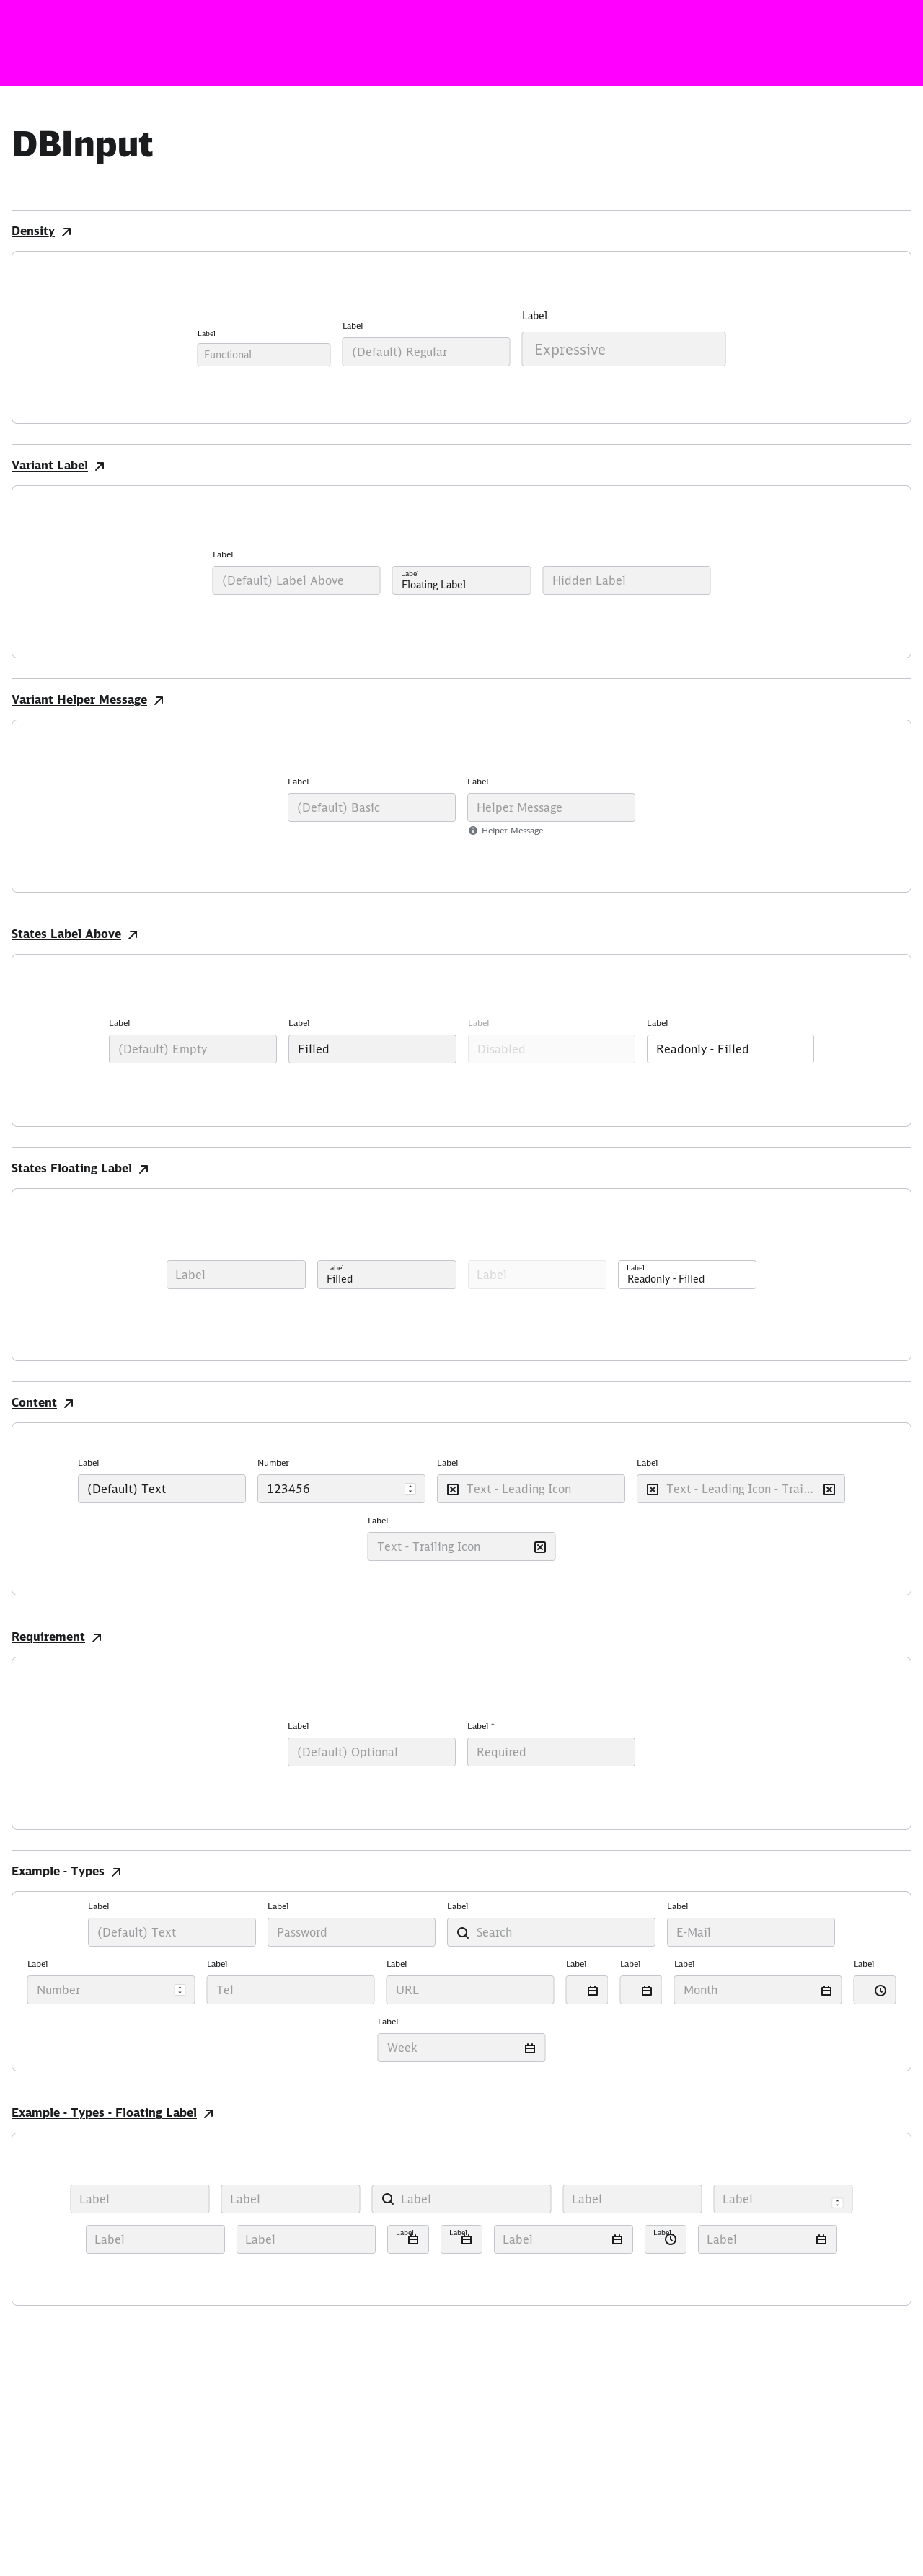 DBInput
Density
Label Label Label
Functional (Default) Regular Expressive
Variant Label
Label
(Default) Label Above Label Floating Label Hidden Label
Variant Helper Message
Label Label
(Default) Basic Helper Message
Helper Message
States Label Above
Label Label Label Label
(Default) Empty Filled Disabled Readonly - Filled
States Floating Label
Label Label Filled Label Label Readonly - Filled
Content
Label Number Label Label
(Default) Text 123456 Text - Leading Icon Text - Leading Icon - Trai...
Label
Text - Trailing Icon
Requirement
Label Label *
(Default) Optional Required
Example - Types
Label Label Label Label
(Default) Text Password Search E-Mail
Label Label Label Label Label Label Label
Number Tel URL Month
Label
Week
Example - Types - Floating Label
Label Label Label Label Label
Label Label Label Label Label Label Label